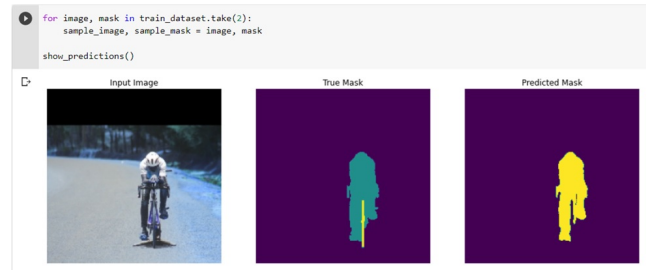 for image, mask in train_dataset.take(2):
    sample_image, sample_mask = image, mask
show_predictions()
Input Image
True Mask
Predicted Mask